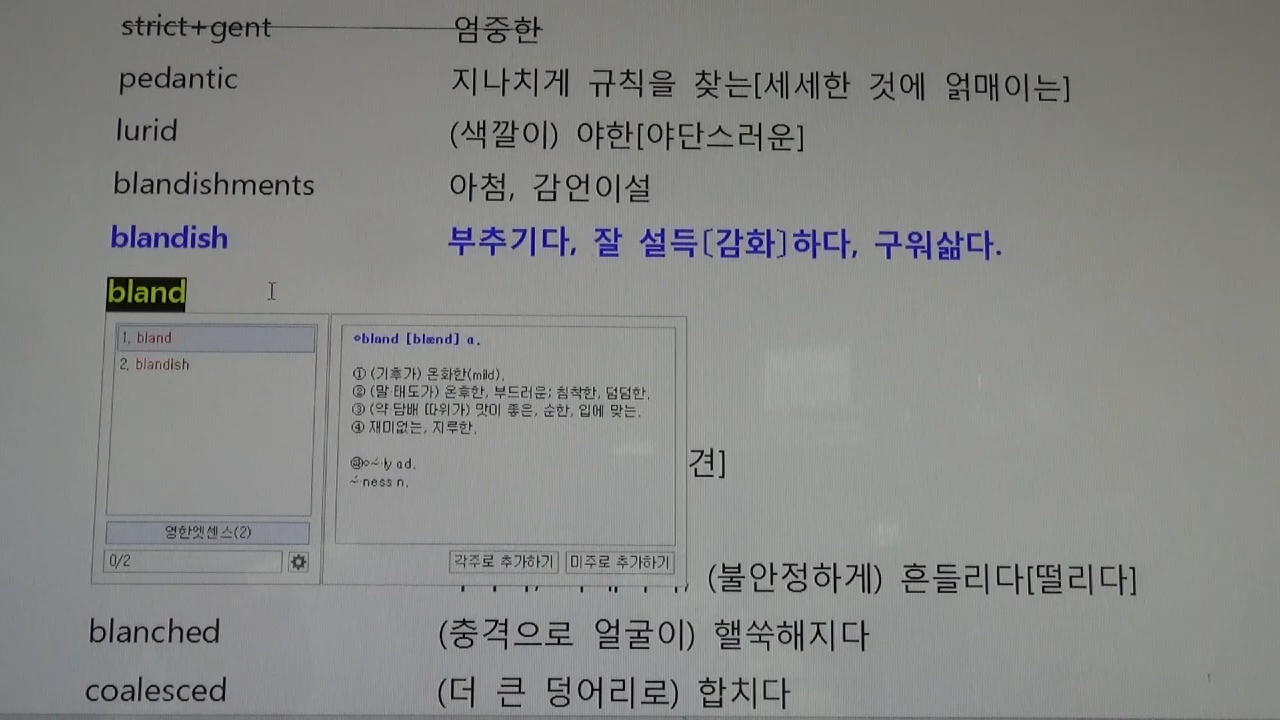 strict+gent 엄중한
pedantic 지나치게 규칙을 찾는[세세한 것에 얽매이는]
lurid (색깔이) 야한[야단스러운]
blandishments 아첨, 감언이설
blandish 부추기다, 잘 설득〔감화〕하다, 구워삶다.
bland
1, bland
2, blandish
◇bland [blænd] a.
① (기후가) 온화한(mild).
② (말·태도가) 온후한, 부드러운; 침착한, 덤덤한.
③ (약·담배 따위가) 맛이 좋은, 순한, 입에 맞는.
④ 재미없는, 지루한.
~·ly ad.
~·ness n.
영한엣센스(2)
0/2
각주로 추가하기 미주로 추가하기
견]
(불안정하게) 흔들리다[떨리다]
blanched (충격으로 얼굴이) 핼쑥해지다
coalesced (더 큰 덩어리로) 합치다